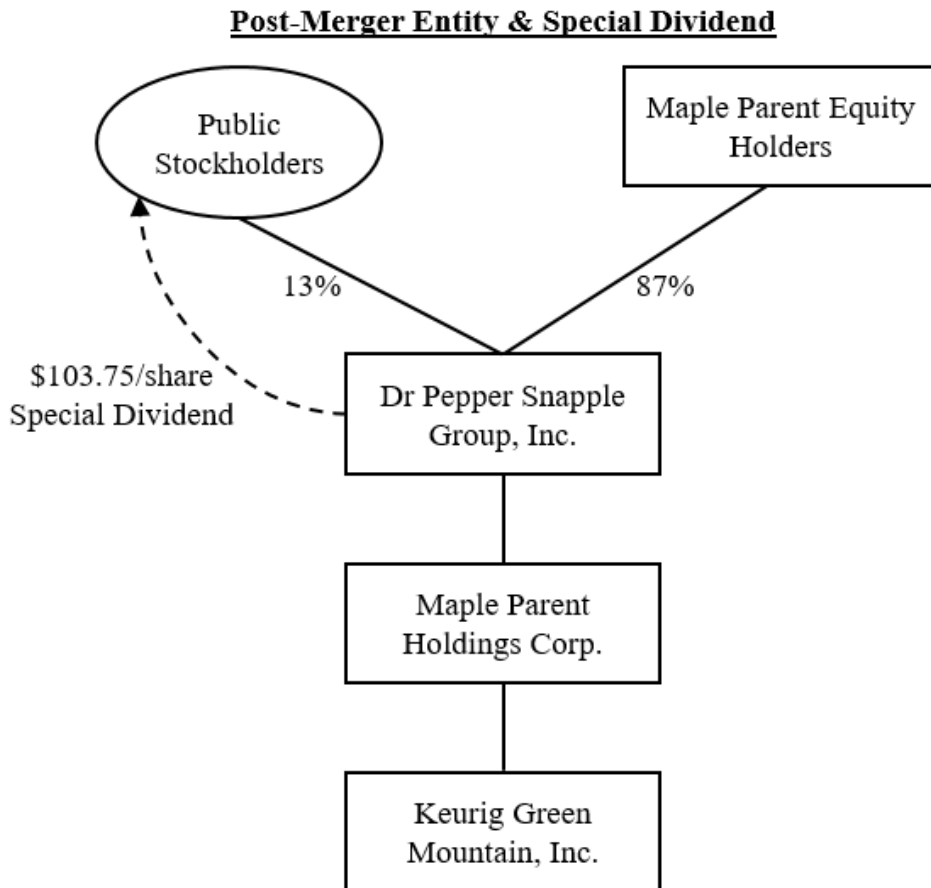 Post-Merger Entity & Special Dividend
Public
Stockholders
Maple Parent Equity
Holders
13%
87%
$103.75/share
Special Dividend
Dr Pepper Snapple
Group, Inc.
Maple Parent
Holdings Corp.
Keurig Green
Mountain, Inc.